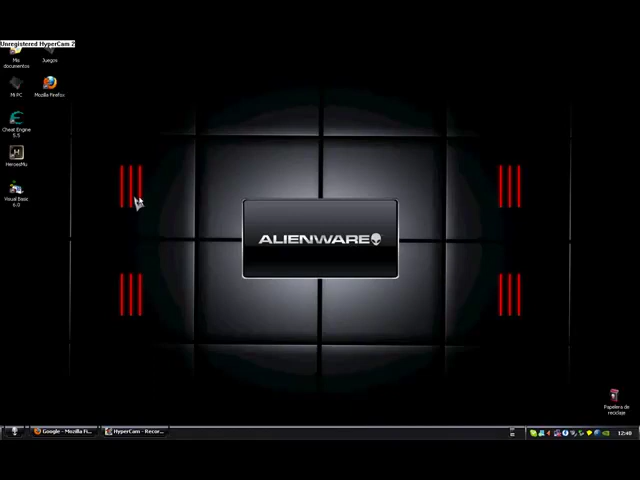 Unregistered HyperCam 2
Mis documentos
Juegos
Mi PC
Mozilla Firefox
Cheat Engine 5.5
HeroesMu
Visual Basic 6.0
ALIENWARE
Papelera de reciclaje
Google - Mozilla Fi...
HyperCam - Recor...
12:40